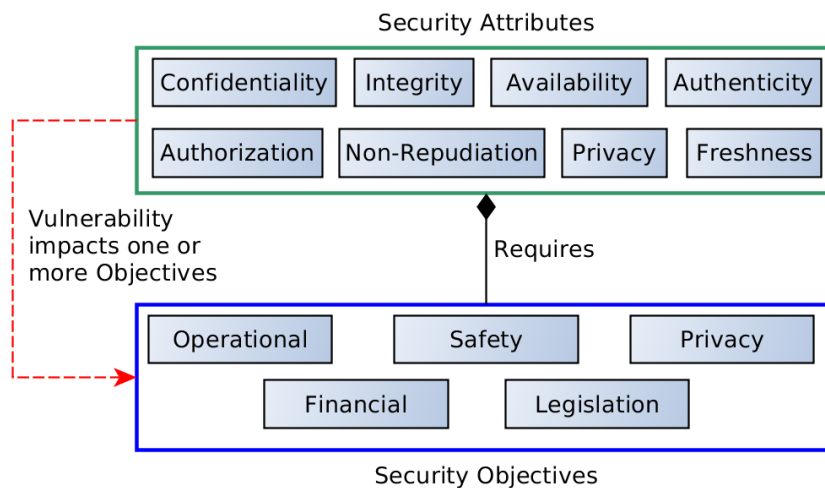 Security Attributes
Confidentiality Integrity Availability Authenticity
Authorization Non-Repudiation Privacy Freshness
Vulnerability
impacts one or
more Objectives
Requires
Operational Safety Privacy
Financial Legislation
Security Objectives